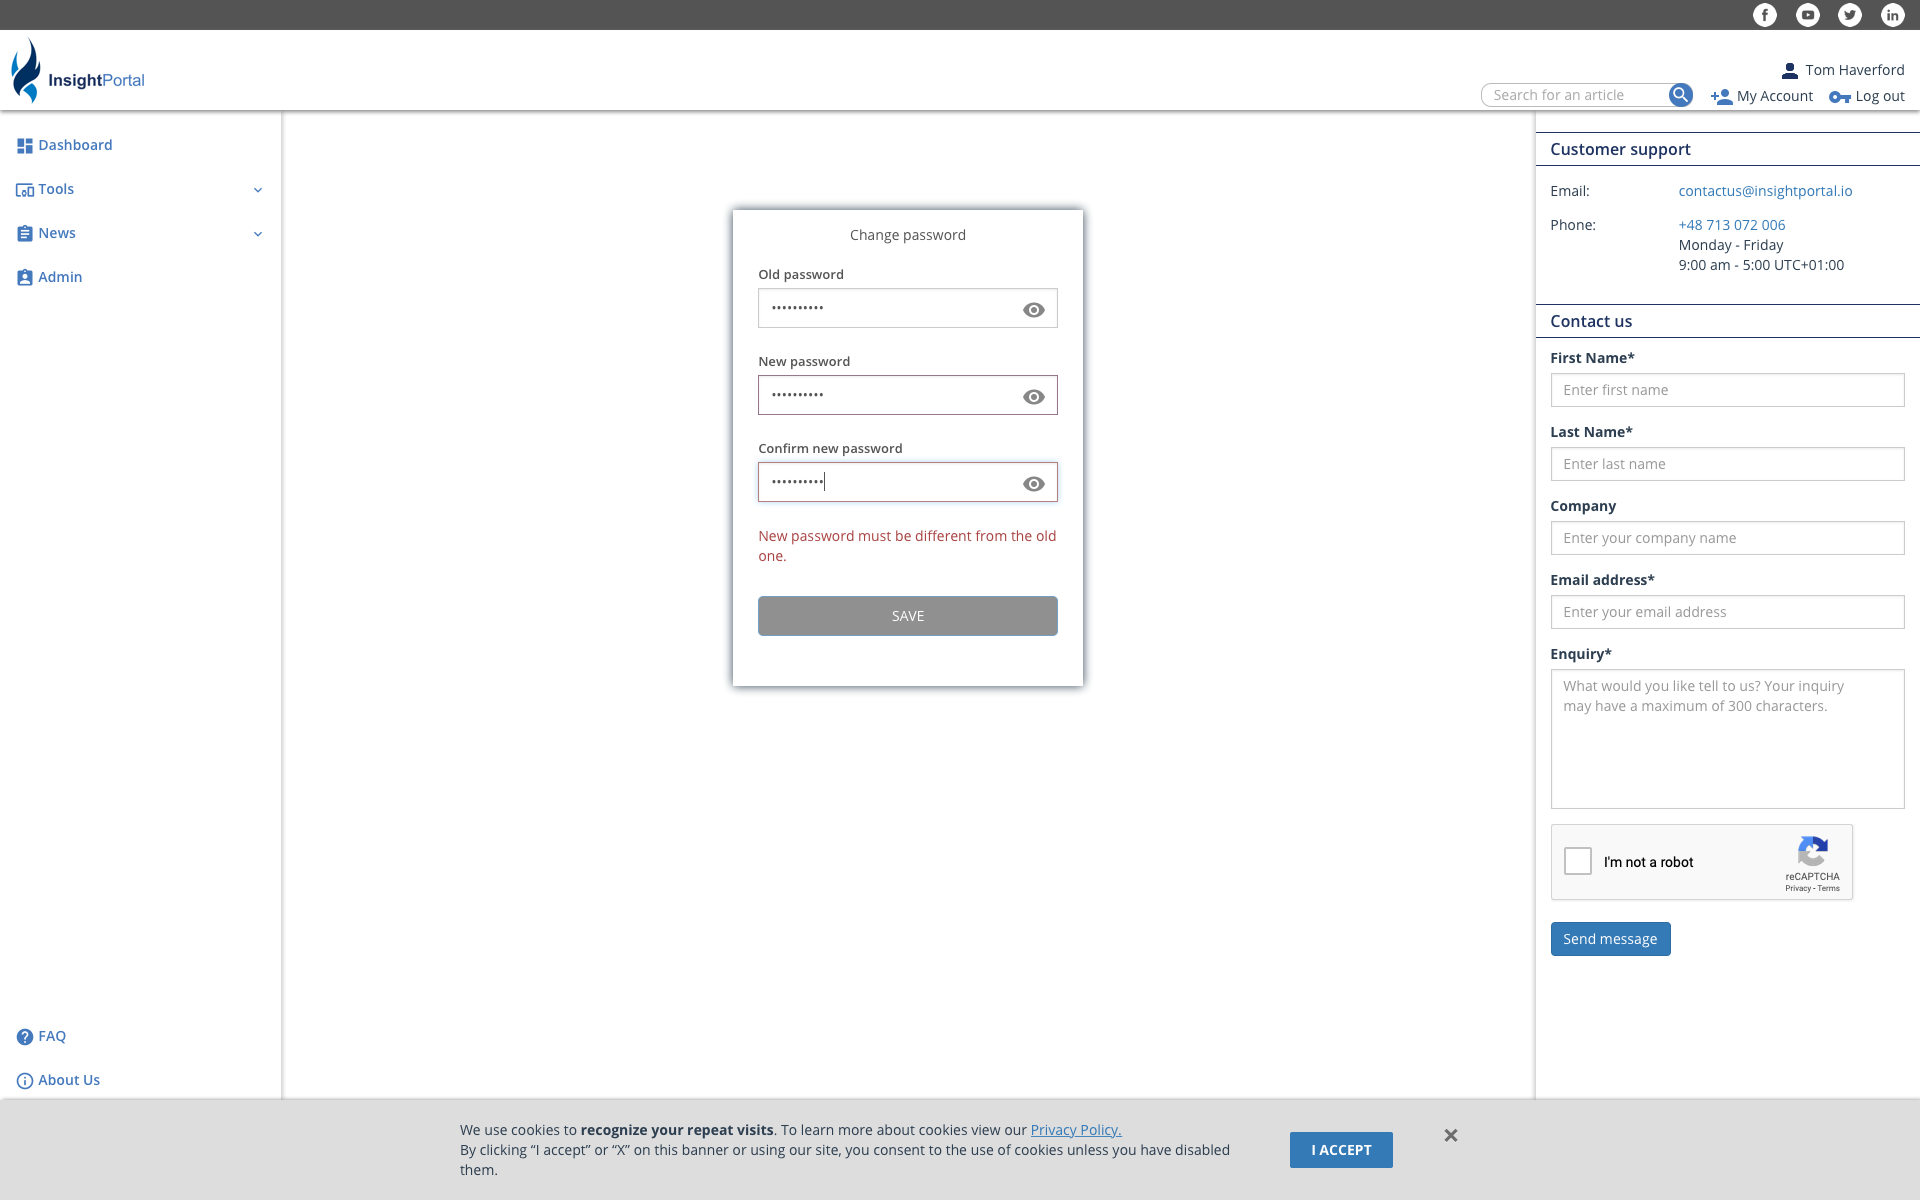 InsightPortal
Tom Haverford
Search for an article
My Account
Log out
Dashboard
Tools
News
Admin
FAQ
About Us
Change password
Old password
••••••••••
New password
••••••••••
Confirm new password
••••••••••
New password must be different from the old
one.
SAVE
Customer support
Email: contactus@insightportal.io
Phone: +48 713 072 006
Monday - Friday
9:00 am - 5:00 UTC+01:00
Contact us
First Name*
Enter first name
Last Name*
Enter last name
Company
Enter your company name
Email address*
Enter your email address
Enquiry*
What would you like tell to us? Your inquiry
may have a maximum of 300 characters.
I'm not a robot
reCAPTCHA
Privacy - Terms
Send message
We use cookies to recognize your repeat visits. To learn more about cookies view our Privacy Policy.
By clicking “I accept” or “X” on this banner or using our site, you consent to the use of cookies unless you have disabled
them.
I ACCEPT